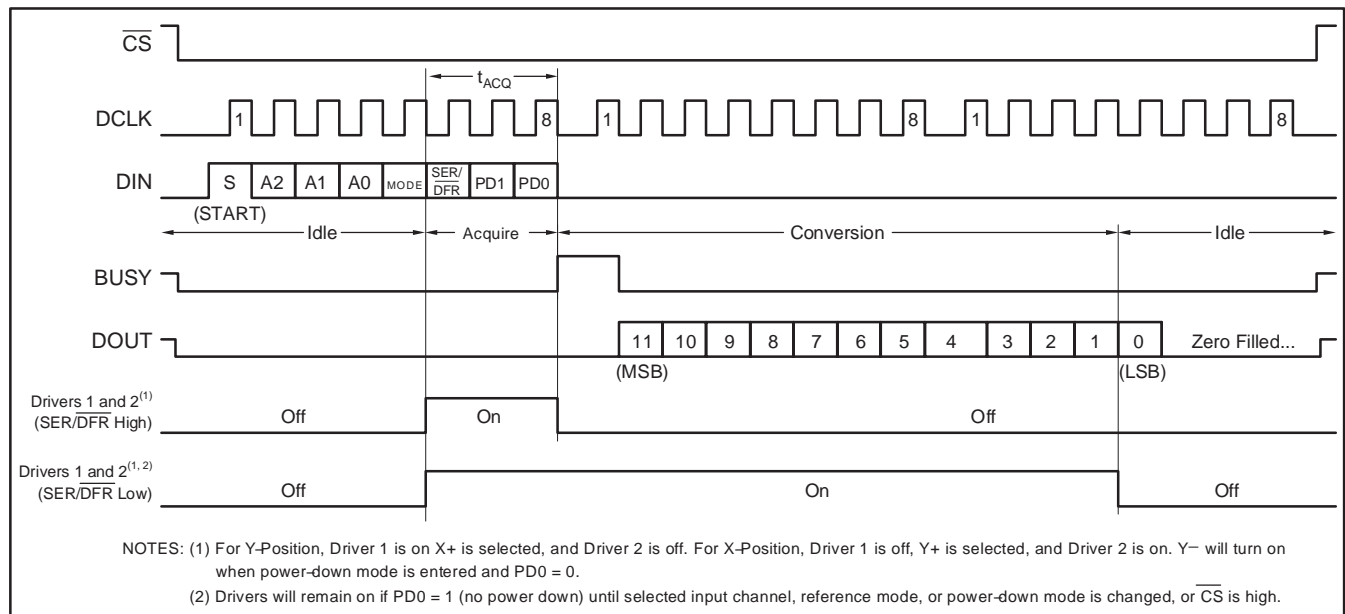 CS
tACQ
DCLK 1 8 1 8 1 8
DIN S A2 A1 A0 MODE SER/DFR PD1 PD0
(START)
Idle Acquire Conversion Idle
BUSY
DOUT 11 10 9 8 7 6 5 4 3 2 1 0 Zero Filled...
(MSB) (LSB)
Drivers 1 and 2(1)
(SER/DFR High) Off On Off
Drivers 1 and 2(1, 2)
(SER/DFR Low) Off On Off
NOTES: (1) For Y-Position, Driver 1 is on X+ is selected, and Driver 2 is off. For X-Position, Driver 1 is off, Y+ is selected, and Driver 2 is on. Y− will turn on
when power-down mode is entered and PD0 = 0.
(2) Drivers will remain on if PD0 = 1 (no power down) until selected input channel, reference mode, or power-down mode is changed, or CS is high.